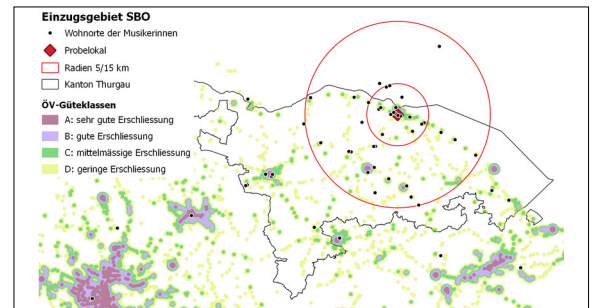 Einzugsgebiet SBO
Wohnorte der Musikerinnen
Probelokal
Radien 5/15 km
Kanton Thurgau
ÖV-Güteklassen
A: sehr gute Erschliessung
B: gute Erschliessung
C: mittelmässige Erschliessung
D: geringe Erschliessung